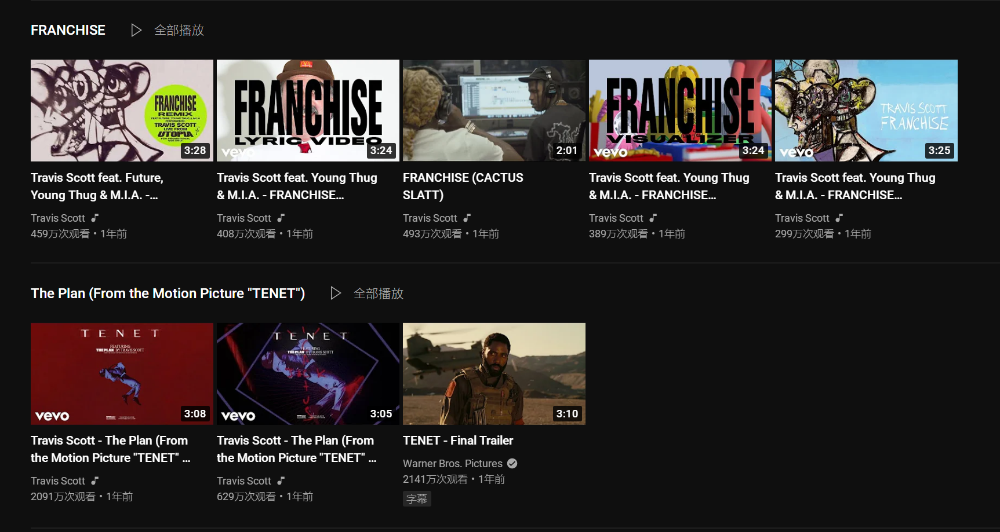 FRANCHISE 全部播放
FRANCHISE
REMIX
FEAT FUTURE, YOUNG THUG & M.I.A
PERFORMED BY
TRAVIS SCOTT
LIVE FROM
UTOPIA
FOR PROMOTIONAL
USE ONLY
3:28
FRANCHISE
LYRIC VIDEO
vevo
3:24
2:01
FRANCHISE
VISUALIZER
vevo
3:24
TRAVIS SCOTT
FRANCHISE
vevo
3:25
Travis Scott feat. Future,
Young Thug & M.I.A. -...
Travis Scott
459万次观看 • 1年前
Travis Scott feat. Young Thug
& M.I.A. - FRANCHISE...
Travis Scott
408万次观看 • 1年前
FRANCHISE (CACTUS
SLATT)
Travis Scott
493万次观看 • 1年前
Travis Scott feat. Young Thug
& M.I.A. - FRANCHISE...
Travis Scott
389万次观看 • 1年前
Travis Scott feat. Young Thug
& M.I.A. - FRANCHISE...
Travis Scott
299万次观看 • 1年前
The Plan (From the Motion Picture "TENET") 全部播放
TENET
FEATURING
THE PLAN BY TRAVIS SCOTT
vevo
3:08
TENET
FEATURING
THE PLAN BY TRAVIS SCOTT
vevo
3:05
3:10
Travis Scott - The Plan (From
the Motion Picture "TENET" ...
Travis Scott
2091万次观看 • 1年前
Travis Scott - The Plan (From
the Motion Picture "TENET" ...
Travis Scott
629万次观看 • 1年前
TENET - Final Trailer
Warner Bros. Pictures
2141万次观看 • 1年前
字幕